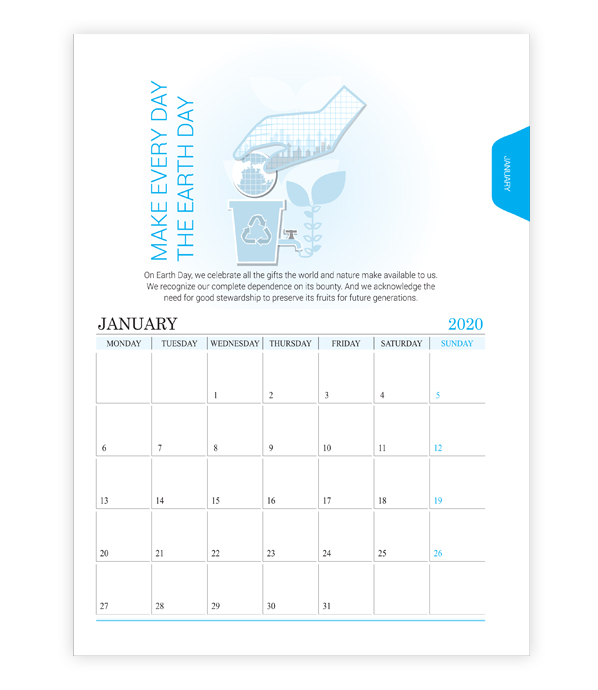 MAKE EVERY DAY
THE EARTH DAY
JANUARY
On Earth Day, we celebrate all the gifts the world and nature make available to us.
We recognize our complete dependence on its bounty. And we acknowledge the
need for good stewardship to preserve its fruits for future generations.
JANUARY 2020
MONDAY TUESDAY WEDNESDAY THURSDAY FRIDAY SATURDAY SUNDAY
1 2 3 4 5
6 7 8 9 10 11 12
13 14 15 16 17 18 19
20 21 22 23 24 25 26
27 28 29 30 31